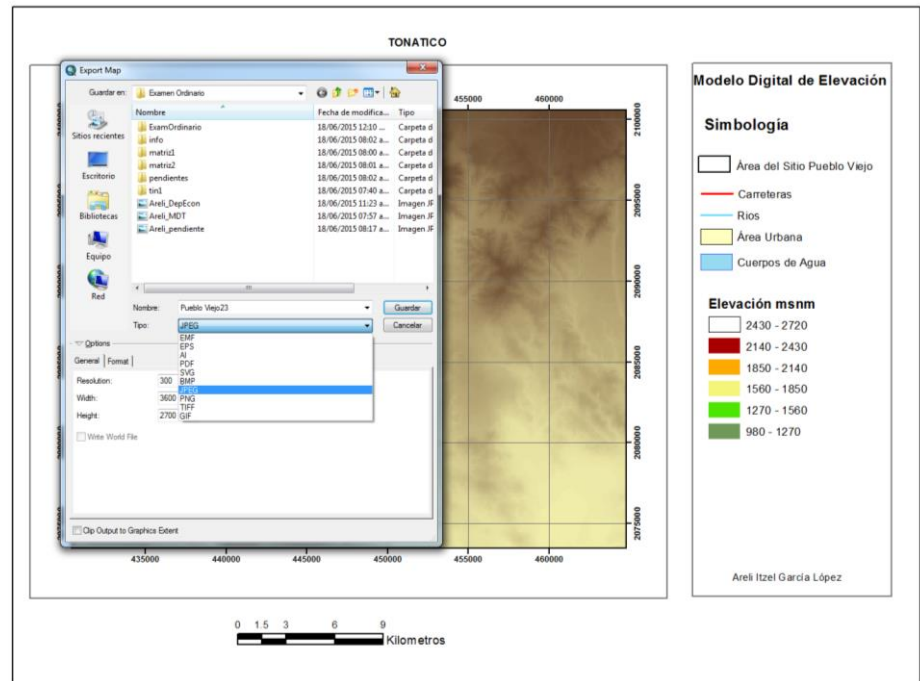 TONATICO
Export Map
Guardar en: Examen Ordinario
Nombre Fecha de modifica... Tipo
ExamOrdinario 18/06/2015 12:10 ... Carpeta d
info 18/06/2015 08:02 a... Carpeta d
matriz1 18/06/2015 08:00 a... Carpeta d
matriz2 18/06/2015 08:01 a... Carpeta d
pendientes 18/06/2015 08:02 a... Carpeta d
tin1 18/06/2015 07:40 a... Carpeta d
Areli_DepEcon 18/06/2015 11:23 a... Imagen JF
Areli_MDT 18/06/2015 07:57 a... Imagen JF
Areli_pendiente 18/06/2015 08:17 a... Imagen JF
Sitios recientes
Escritorio
Bibliotecas
Equipo
Red
Nombre: Pueblo Viejo23 Guardar
Tipo: JPEG Cancelar
EMF
EPS
AI
PDF
SVG
BMP
JPEG
PNG
TIFF
GIF
Options
General Format
Resolution: 300
Width: 3600
Height: 2700
Write World File
Clip Output to Graphics Extent
455000 460000
2100000
2095000
2090000
2085000
2080000
2075000
435000 440000 445000 450000 455000 460000
0 1.5 3 6 9
Kilometros
Modelo Digital de Elevación
Simbología
Área del Sitio Pueblo Viejo
Carreteras
Rios
Área Urbana
Cuerpos de Agua
Elevación msnm
2430 - 2720
2140 - 2430
1850 - 2140
1560 - 1850
1270 - 1560
980 - 1270
Areli Itzel García López